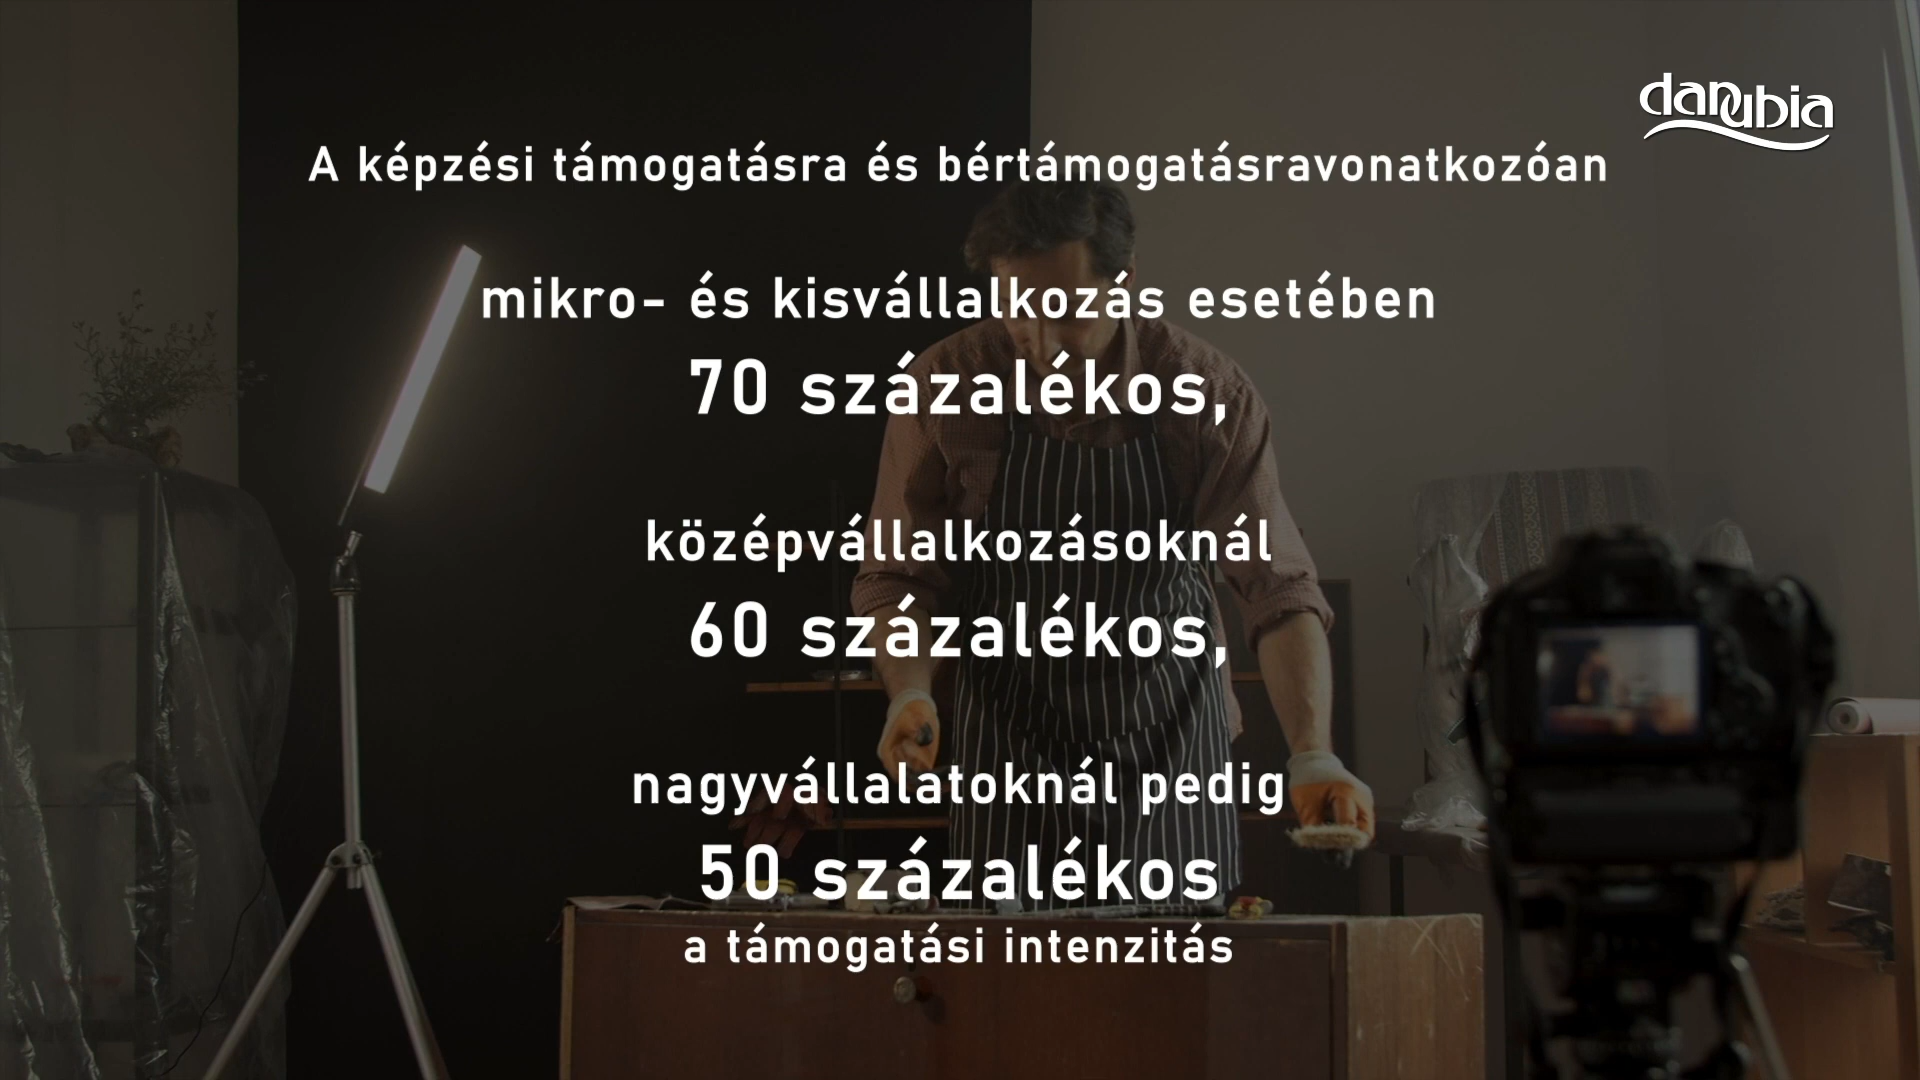 danubia
A képzési támogatásra és bértámogatásravonatkozóan
mikro- és kisvállalkozás esetében
70 százalékos,
középvállalkozásoknál
60 százalékos,
nagyvállalatoknál pedig
50 százalékos
a támogatási intenzitás